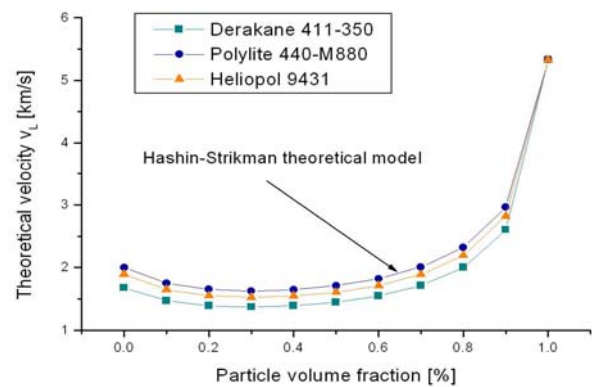 Derakane 411-350
Polylite 440-M880
Heliopol 9431
Hashin-Strikman theoretical model
Theoretical velocity vL [km/s]
6
5
4
3
2
1
0.0 0.2 0.4 0.6 0.8 1.0
Particle volume fraction [%]